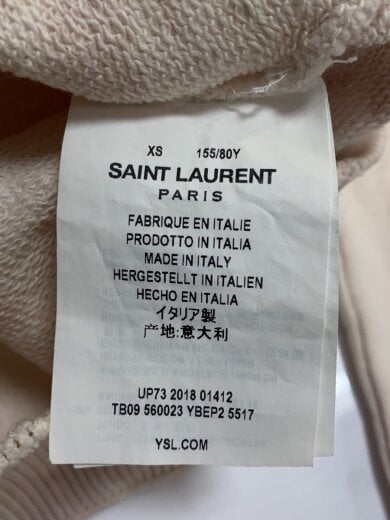 XS 155/80Y
SAINT LAURENT
PARIS
FABRIQUE EN ITALIE
PRODOTTO IN ITALIA
MADE IN ITALY
HERGESTELLT IN ITALIEN
HECHO EN ITALIA
イタリア製
产地:意大利
UP73 2018 01412
TB09 560023 YBEP2 5517
YSL.COM